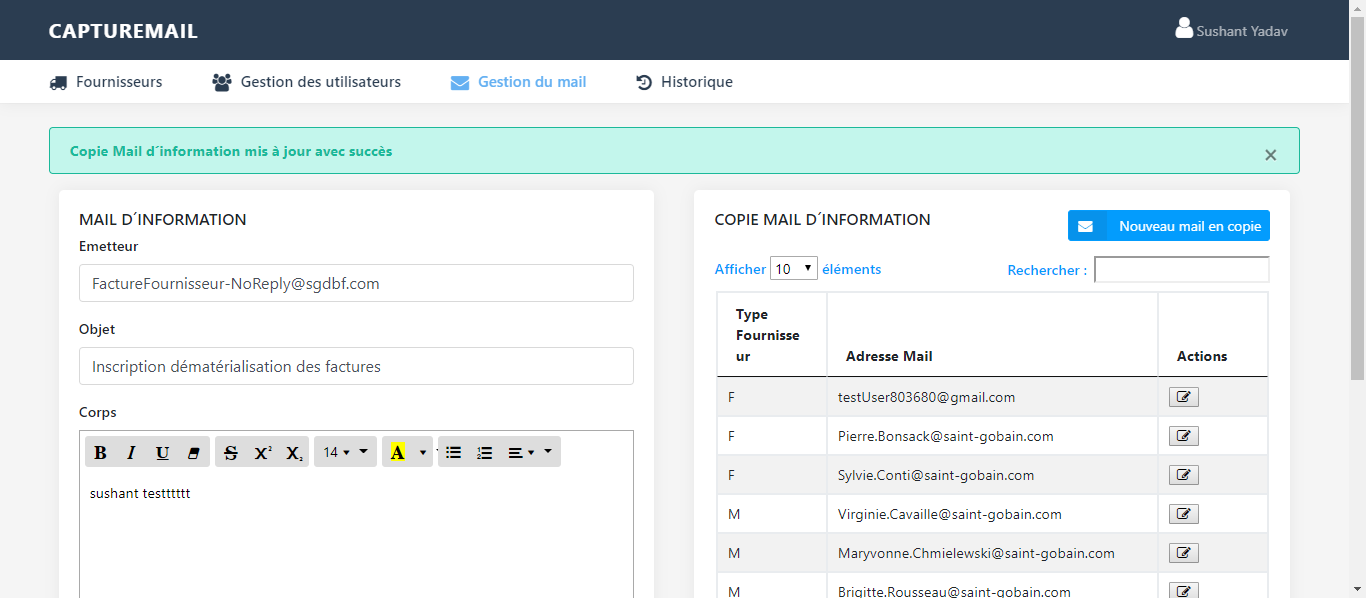 CAPTUREMAIL
Sushant Yadav
Fournisseurs Gestion des utilisateurs Gestion du mail Historique
Copie Mail d´information mis à jour avec succès
×
MAIL D´INFORMATION
Emetteur
FactureFournisseur-NoReply@sgdbf.com
Objet
Inscription dématérialisation des factures
Corps
B I U S X² X₂ 14 A
sushant testttttt
COPIE MAIL D´INFORMATION
Nouveau mail en copie
Afficher 10 éléments
Rechercher :
Type
Fournisse
ur
Adresse Mail
Actions
F testUser803680@gmail.com
F Pierre.Bonsack@saint-gobain.com
F Sylvie.Conti@saint-gobain.com
M Virginie.Cavaille@saint-gobain.com
M Maryvonne.Chmielewski@saint-gobain.com
M Brigitte.Rousseau@saint-gobain.com